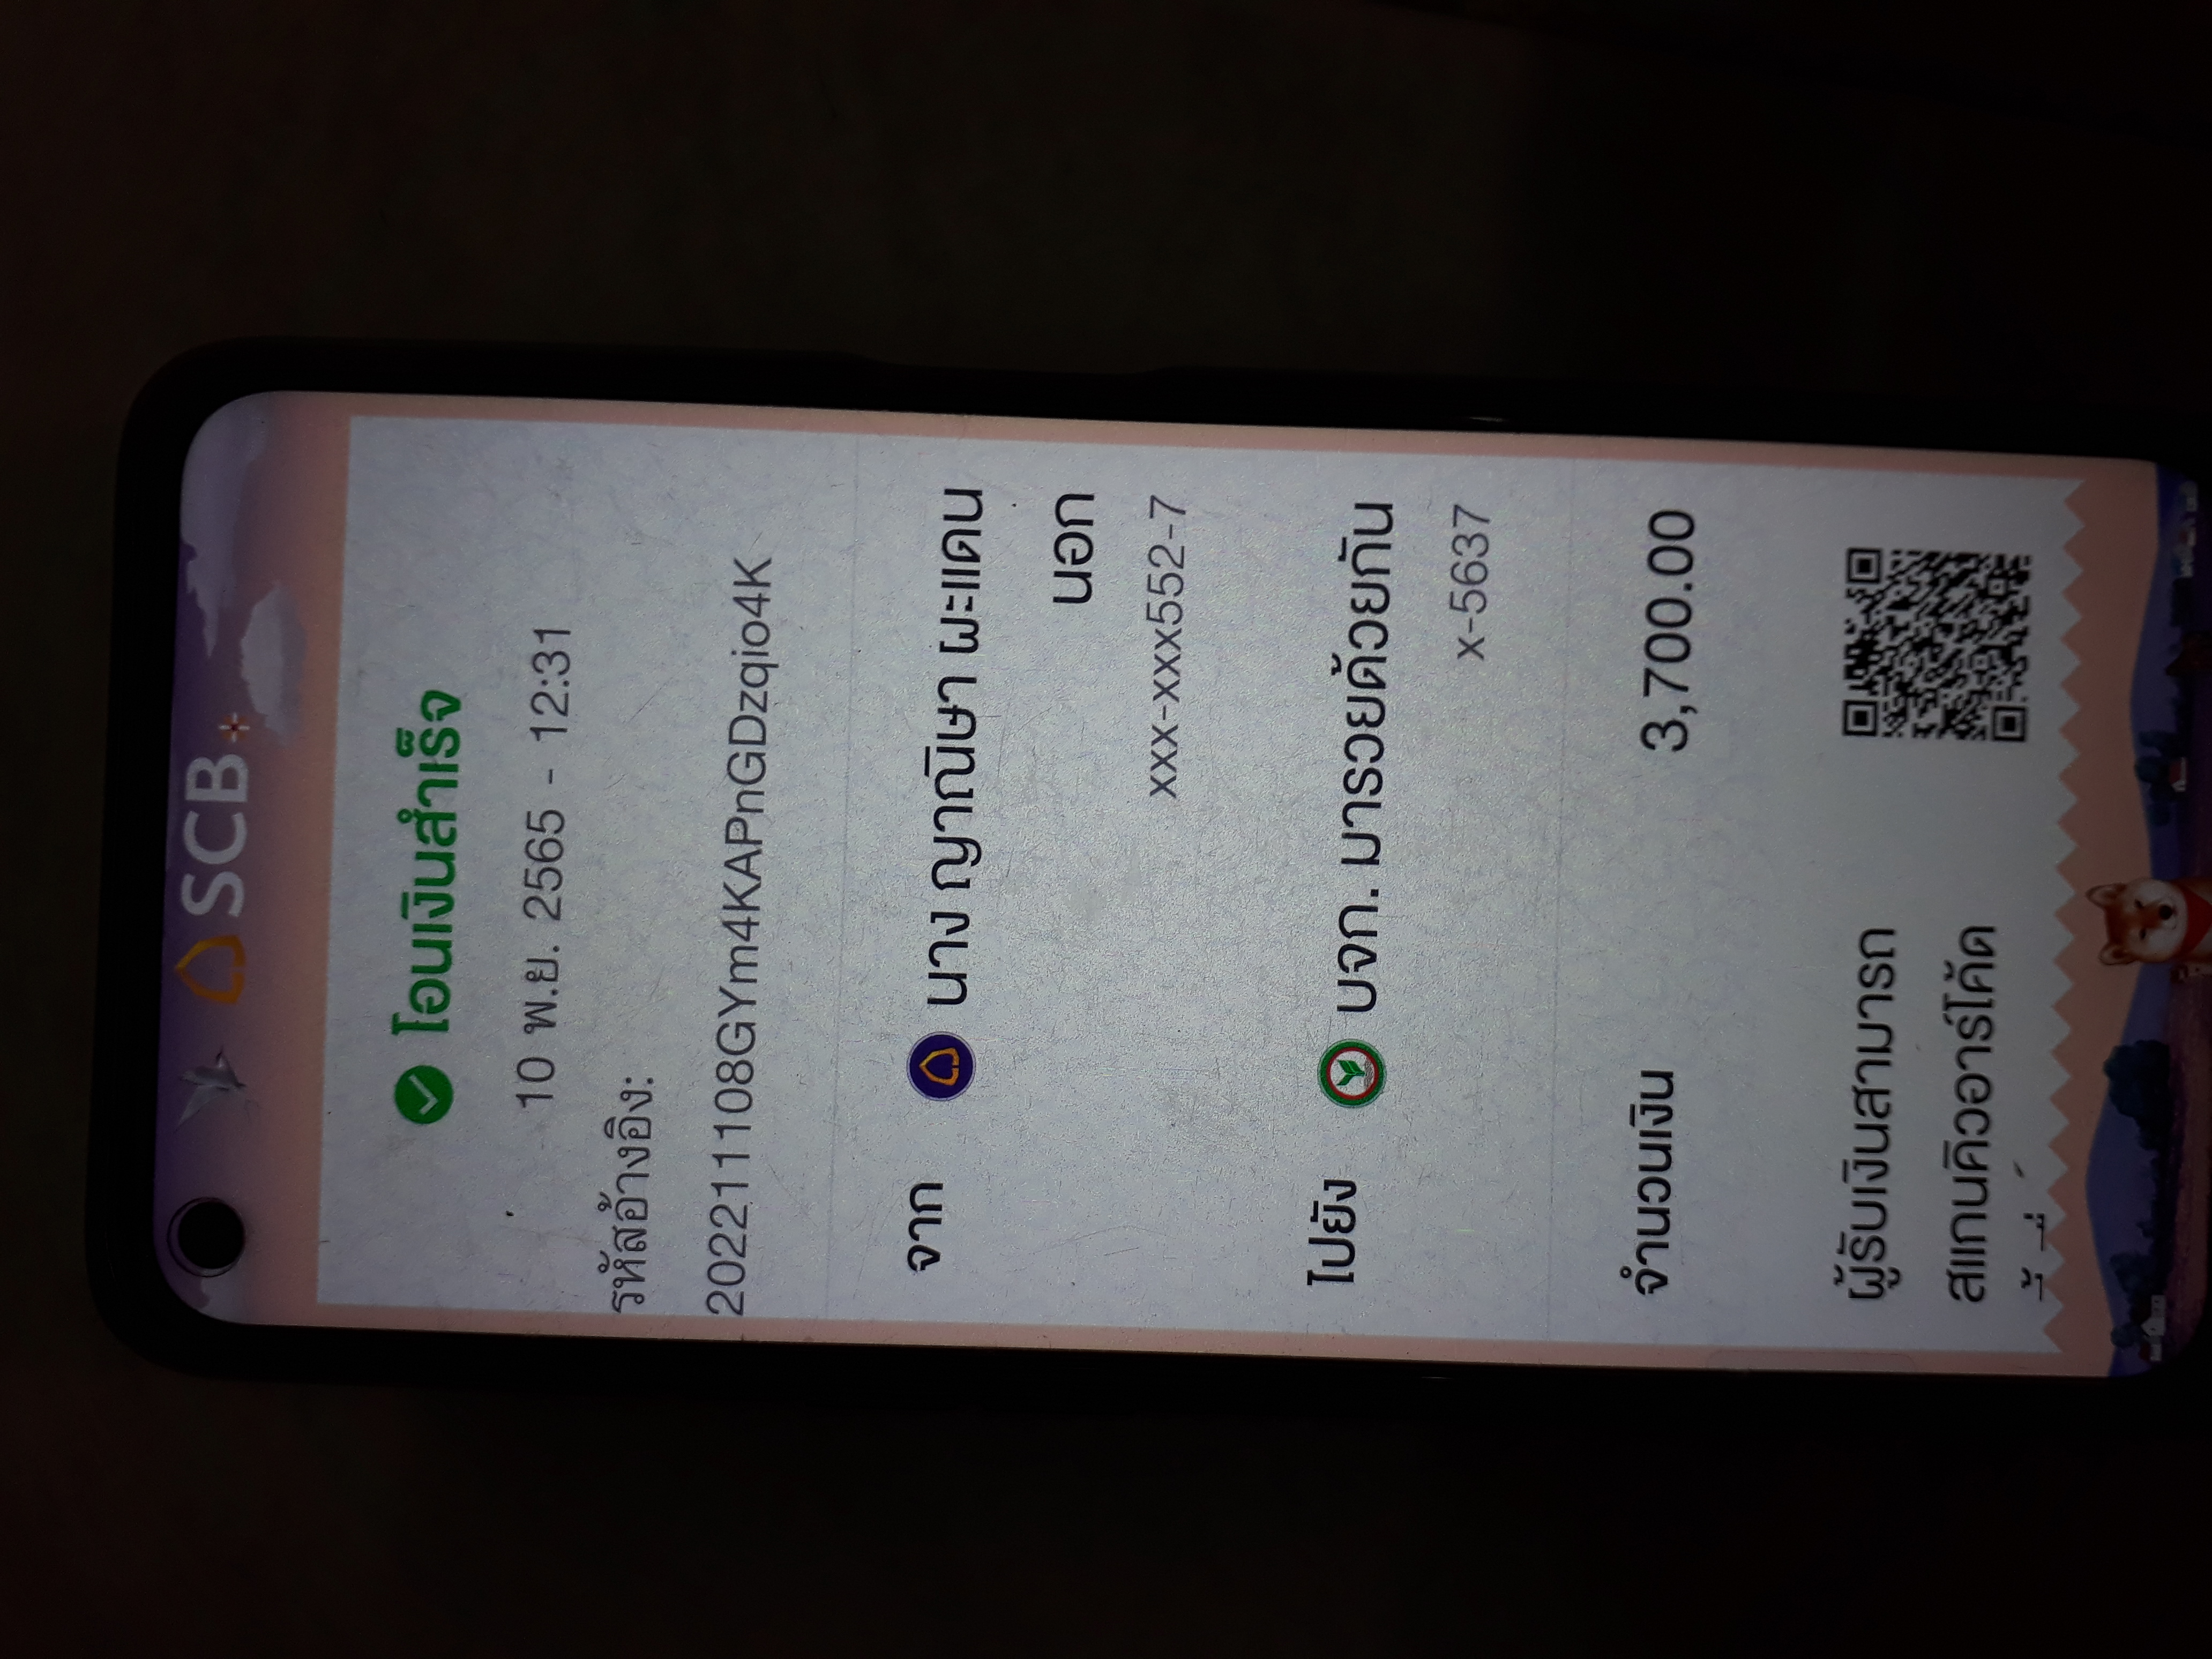 SCB
โอนเงินสำเร็จ
10 พ.ย. 2565 - 12:31
รหัสอ้างอิง:
202211108GYm4KAPnGDzqio4K
จาก นาง ญาณิษา ผะแดน
นอก
xxx-xxx552-7
ไปยัง บจก. มารวยด้วยกัน
x-5637
จำนวนเงิน 3,700.00
ผู้รับเงินสามารถ
สแกนคิวอาร์โค้ด